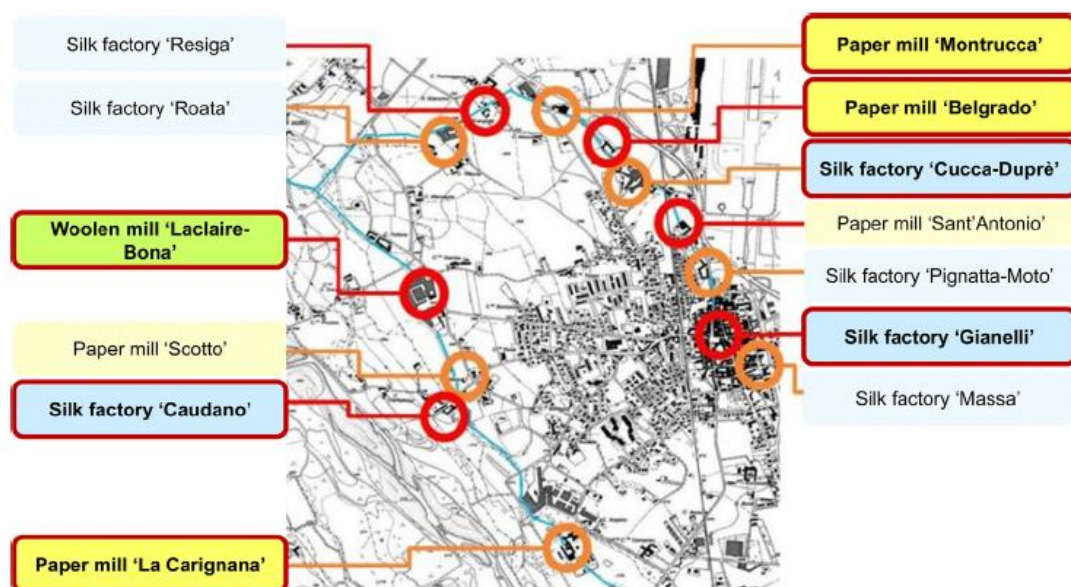 Silk factory ‘Resiga’
Silk factory ‘Roata’
Woolen mill ‘Laclaire-
Bona’
Paper mill ‘Scotto’
Silk factory ‘Caudano’
Paper mill ‘La Carignana’
Paper mill ‘Montrucca’
Paper mill ‘Belgrado’
Silk factory ‘Cucca-Duprè’
Paper mill ‘Sant’Antonio’
Silk factory ‘Pignatta-Moto’
Silk factory ‘Gianelli’
Silk factory ‘Massa’